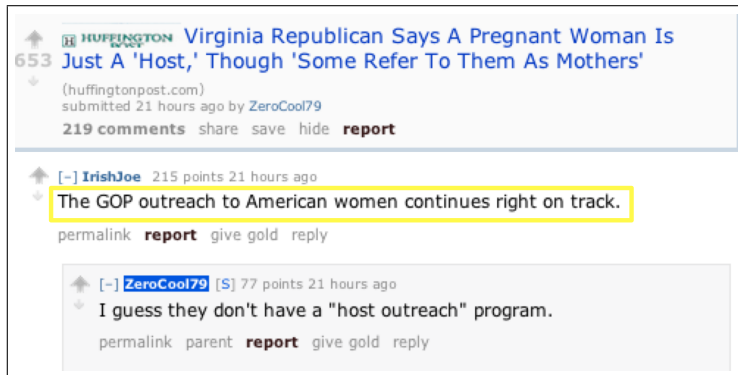 HUFFINGTON POST Virginia Republican Says A Pregnant Woman Is
653 Just A 'Host,' Though 'Some Refer To Them As Mothers'
(huffingtonpost.com)
submitted 21 hours ago by ZeroCool79
219 comments share save hide report
[-] IrishJoe 215 points 21 hours ago
The GOP outreach to American women continues right on track.
permalink report give gold reply
[-] ZeroCool79 [S] 77 points 21 hours ago
I guess they don't have a "host outreach" program.
permalink parent report give gold reply